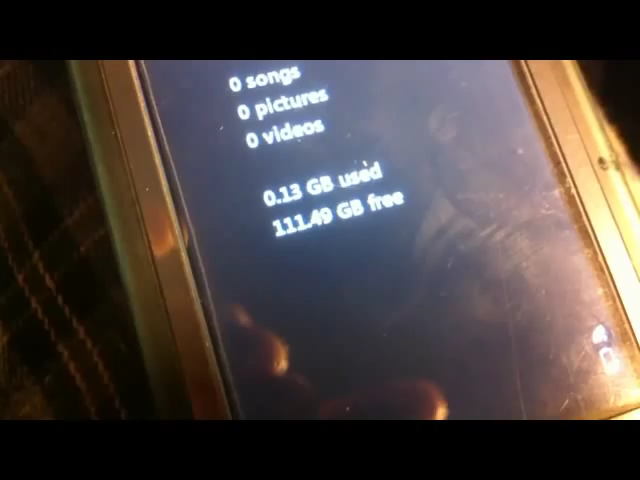 0 songs
0 pictures
0 videos
0.13 GB used
111.49 GB free